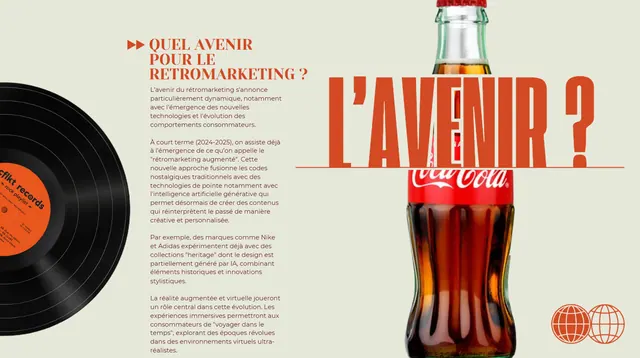 QUEL AVENIR
POUR LE
RETROMARKETING ?
L'avenir du rétromarketing s'annonce
particulièrement dynamique, notamment
avec l'émergence des nouvelles
technologies et l'évolution des
comportements consommateurs.
À court terme (2024-2025), on assiste déjà
à l'émergence de ce qu'on appelle le
"rétromarketing augmenté". Cette
nouvelle approche fusionne les codes
nostalgiques traditionnels avec des
technologies de pointe notamment avec
l'intelligence artificielle générative qui
permet désormais de créer des contenus
qui réinterprètent le passé de manière
créative et personnalisée.
Par exemple, des marques comme Nike
et Adidas expérimentent déjà avec des
collections "heritage" dont le design est
partiellement généré par IA, combinant
éléments historiques et innovations
stylistiques.
La réalité augmentée et virtuelle joueront
un rôle central dans cette évolution. Les
expériences immersives permettront aux
consommateurs de "voyager dans le
temps", explorant des époques révolues
dans des environnements virtuels ultra-
réalistes.
L'AVENIR ?
Coca-Cola
records